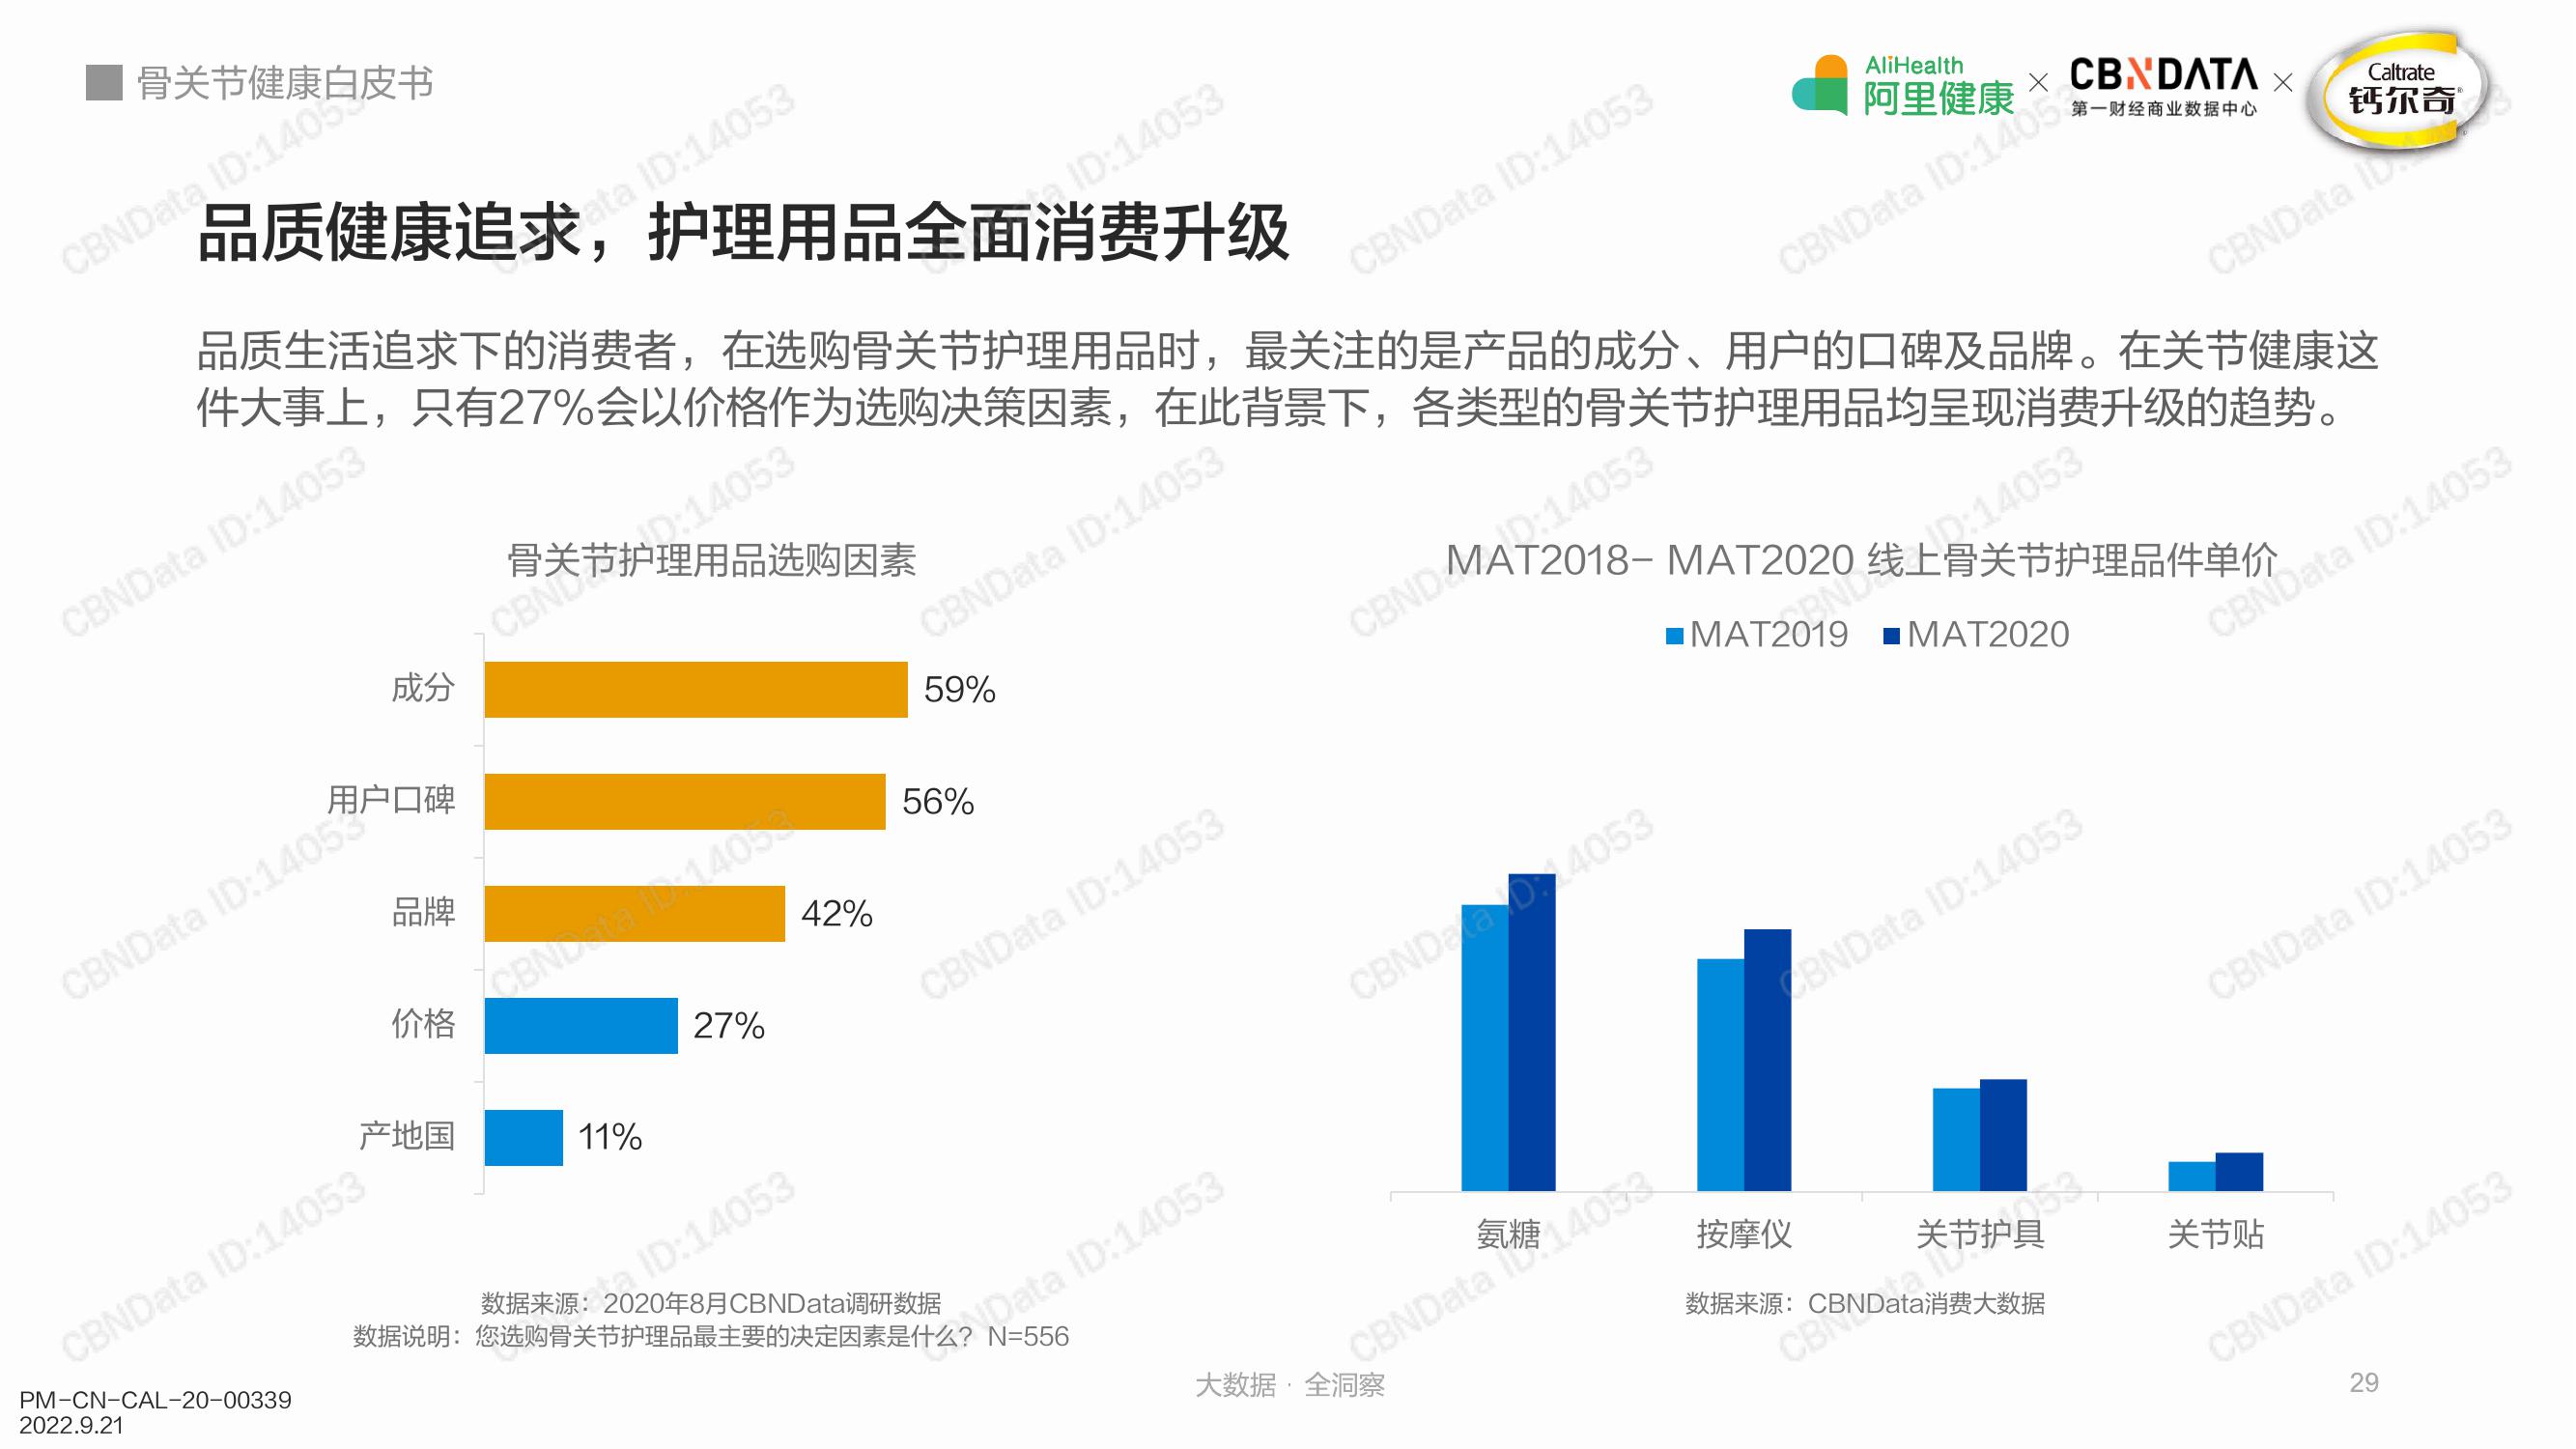 骨关节健康白皮书
AliHealth
阿里健康
×
CBNDATA
第一财经商业数据中心
×
Caltrate
钙尔奇®
品质健康追求，护理用品全面消费升级
品质生活追求下的消费者，在选购骨关节护理用品时，最关注的是产品的成分、用户的口碑及品牌。在关节健康这
件大事上，只有27%会以价格作为选购决策因素，在此背景下，各类型的骨关节护理用品均呈现消费升级的趋势。
骨关节护理用品选购因素
成分 59%
用户口碑 56%
品牌 42%
价格 27%
产地国 11%
数据来源：2020年8月CBNData调研数据
数据说明：您选购骨关节护理品最主要的决定因素是什么？N=556
MAT2018– MAT2020 线上骨关节护理品件单价
MAT2019 MAT2020
氨糖 按摩仪 关节护具 关节贴
数据来源：CBNData消费大数据
大数据 · 全洞察
29
PM-CN-CAL-20-00339
2022.9.21
CBNData ID:14053